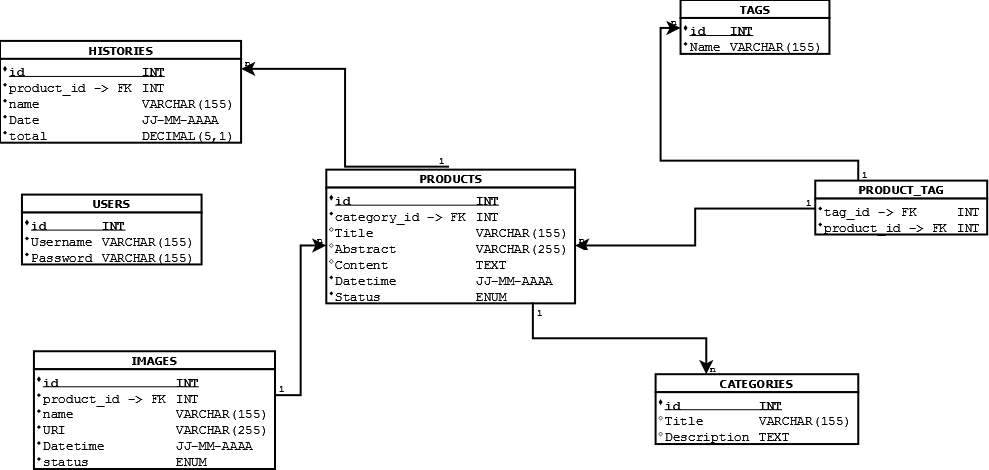 TAGS
id INT
Name VARCHAR(155)
n
HISTORIES
id INT
product_id -> FK INT
name VARCHAR(155)
Date JJ-MM-AAAA
total DECIMAL(5,1)
n
1
PRODUCTS
id INT
category_id -> FK INT
Title VARCHAR(155)
Abstract VARCHAR(255)
Content TEXT
Datetime JJ-MM-AAAA
Status ENUM
n
n
1
1
1
PRODUCT_TAG
tag_id -> FK INT
product_id -> FK INT
USERS
id INT
Username VARCHAR(155)
Password VARCHAR(155)
IMAGES
id INT
product_id -> FK INT
name VARCHAR(155)
URI VARCHAR(255)
Datetime JJ-MM-AAAA
status ENUM
1
n
CATEGORIES
id INT
Title VARCHAR(155)
Description TEXT